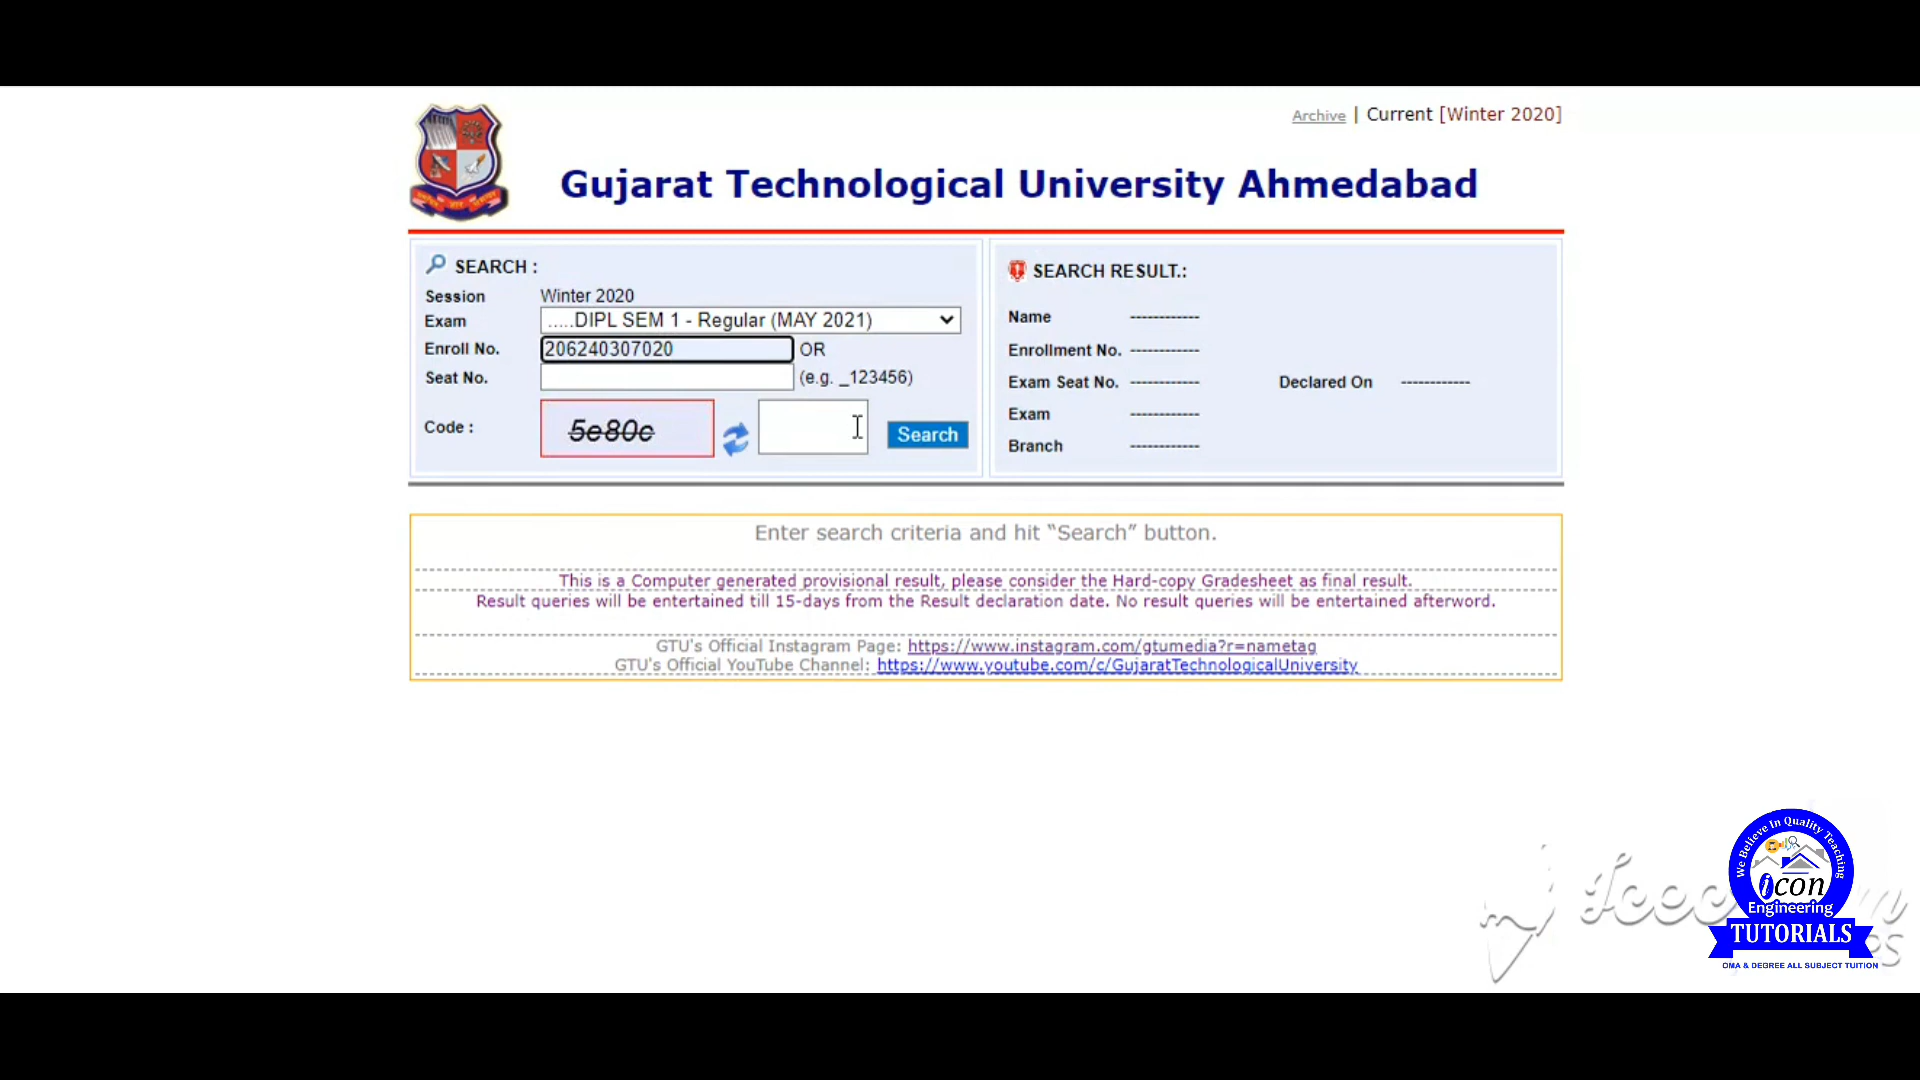 Archive | Current [Winter 2020]
Gujarat Technological University Ahmedabad
SEARCH :
Session Winter 2020
Exam .....DIPL SEM 1 - Regular (MAY 2021)
Enroll No. 206240307020 OR
Seat No. (e.g. _123456)
Code : 5e80c Search
SEARCH RESULT.:
Name ------------
Enrollment No. ------------
Exam Seat No. ------------ Declared On ------------
Exam ------------
Branch ------------
Enter search criteria and hit “Search” button.
This is a Computer generated provisional result, please consider the Hard-copy Gradesheet as final result.
Result queries will be entertained till 15-days from the Result declaration date. No result queries will be entertained afterword.
GTU's Official Instagram Page: https://www.instagram.com/gtumedia?r=nametag
GTU's Official YouTube Channel: https://www.youtube.com/c/GujaratTechnologicalUniversity
We Believe In Quality Teaching
icon
Engineering
TUTORIALS
OMA & DEGREE ALL SUBJECT TUITION